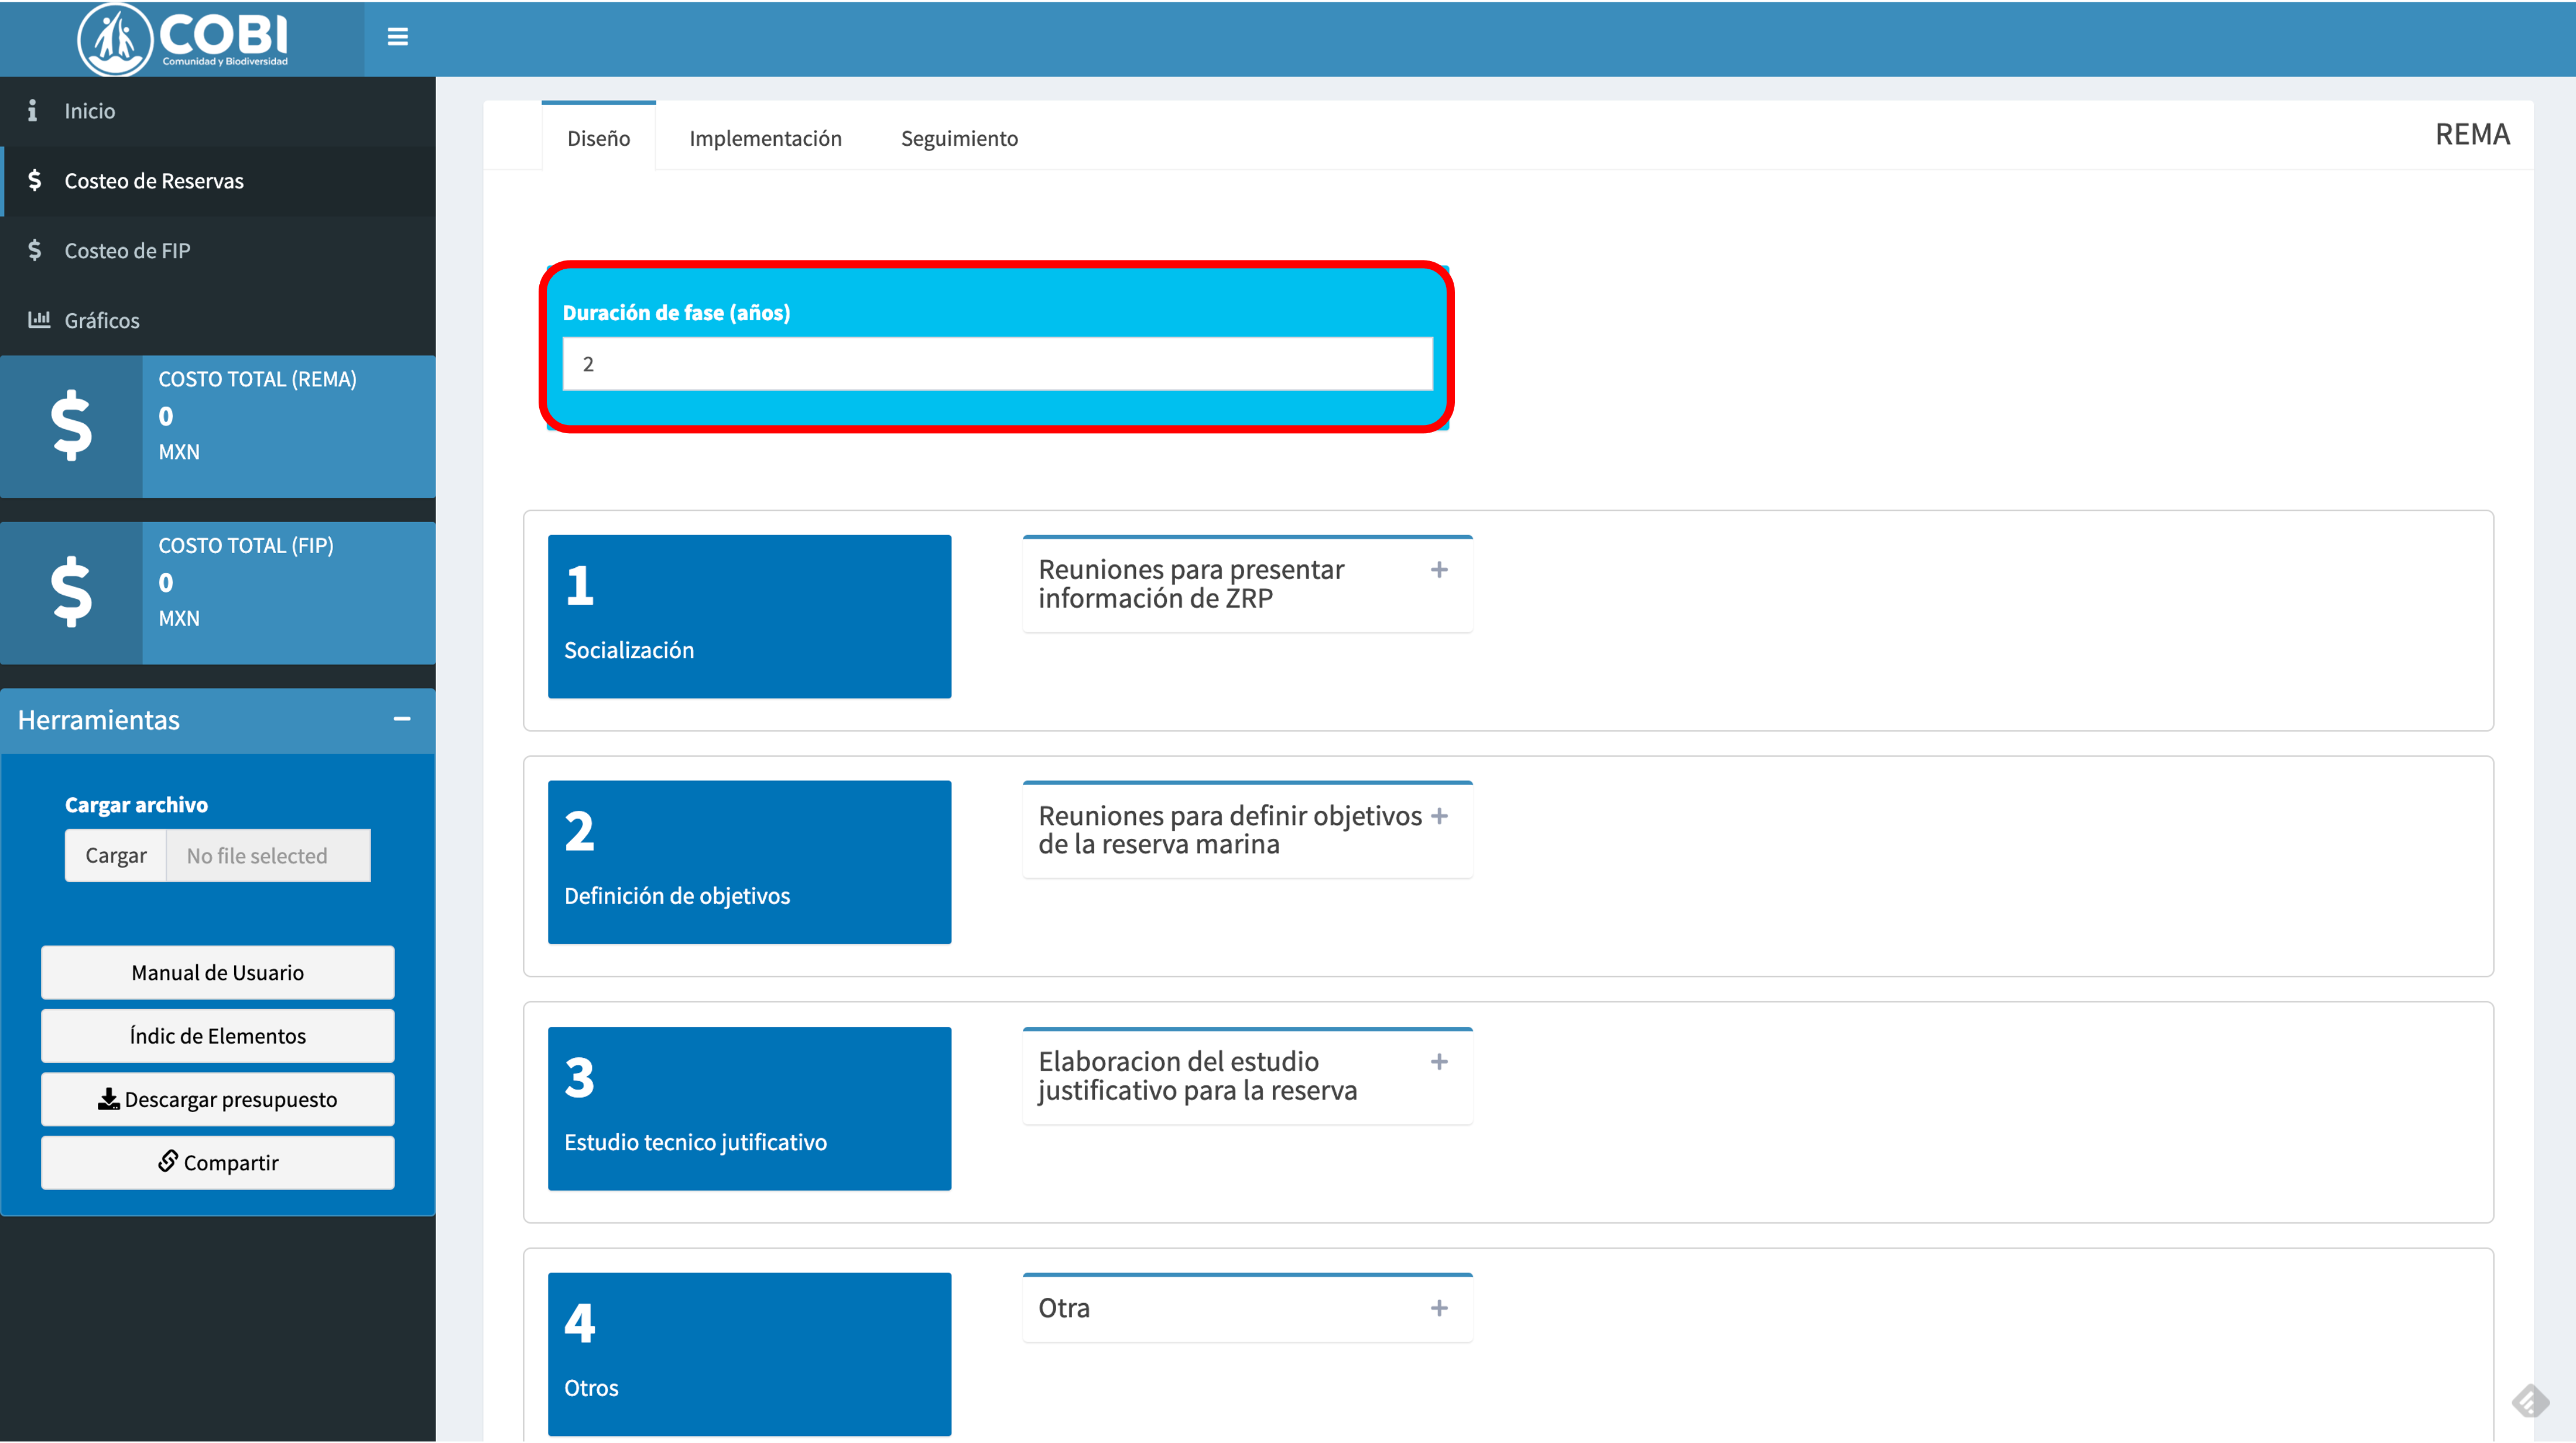 COBI
Comunidad y Biodiversidad
Inicio
Costeo de Reservas
Costeo de FIP
Gráficos
COSTO TOTAL (REMA)
0
MXN
COSTO TOTAL (FIP)
0
MXN
Herramientas
Cargar archivo
Cargar No file selected
Manual de Usuario
Índic de Elementos
Descargar presupuesto
Compartir
Diseño Implementación Seguimiento REMA
Duración de fase (años)
2
1
Socialización
Reuniones para presentar
información de ZRP
2
Definición de objetivos
Reuniones para definir objetivos
de la reserva marina
3
Estudio tecnico jutificativo
Elaboracion del estudio
justificativo para la reserva
4
Otros
Otra